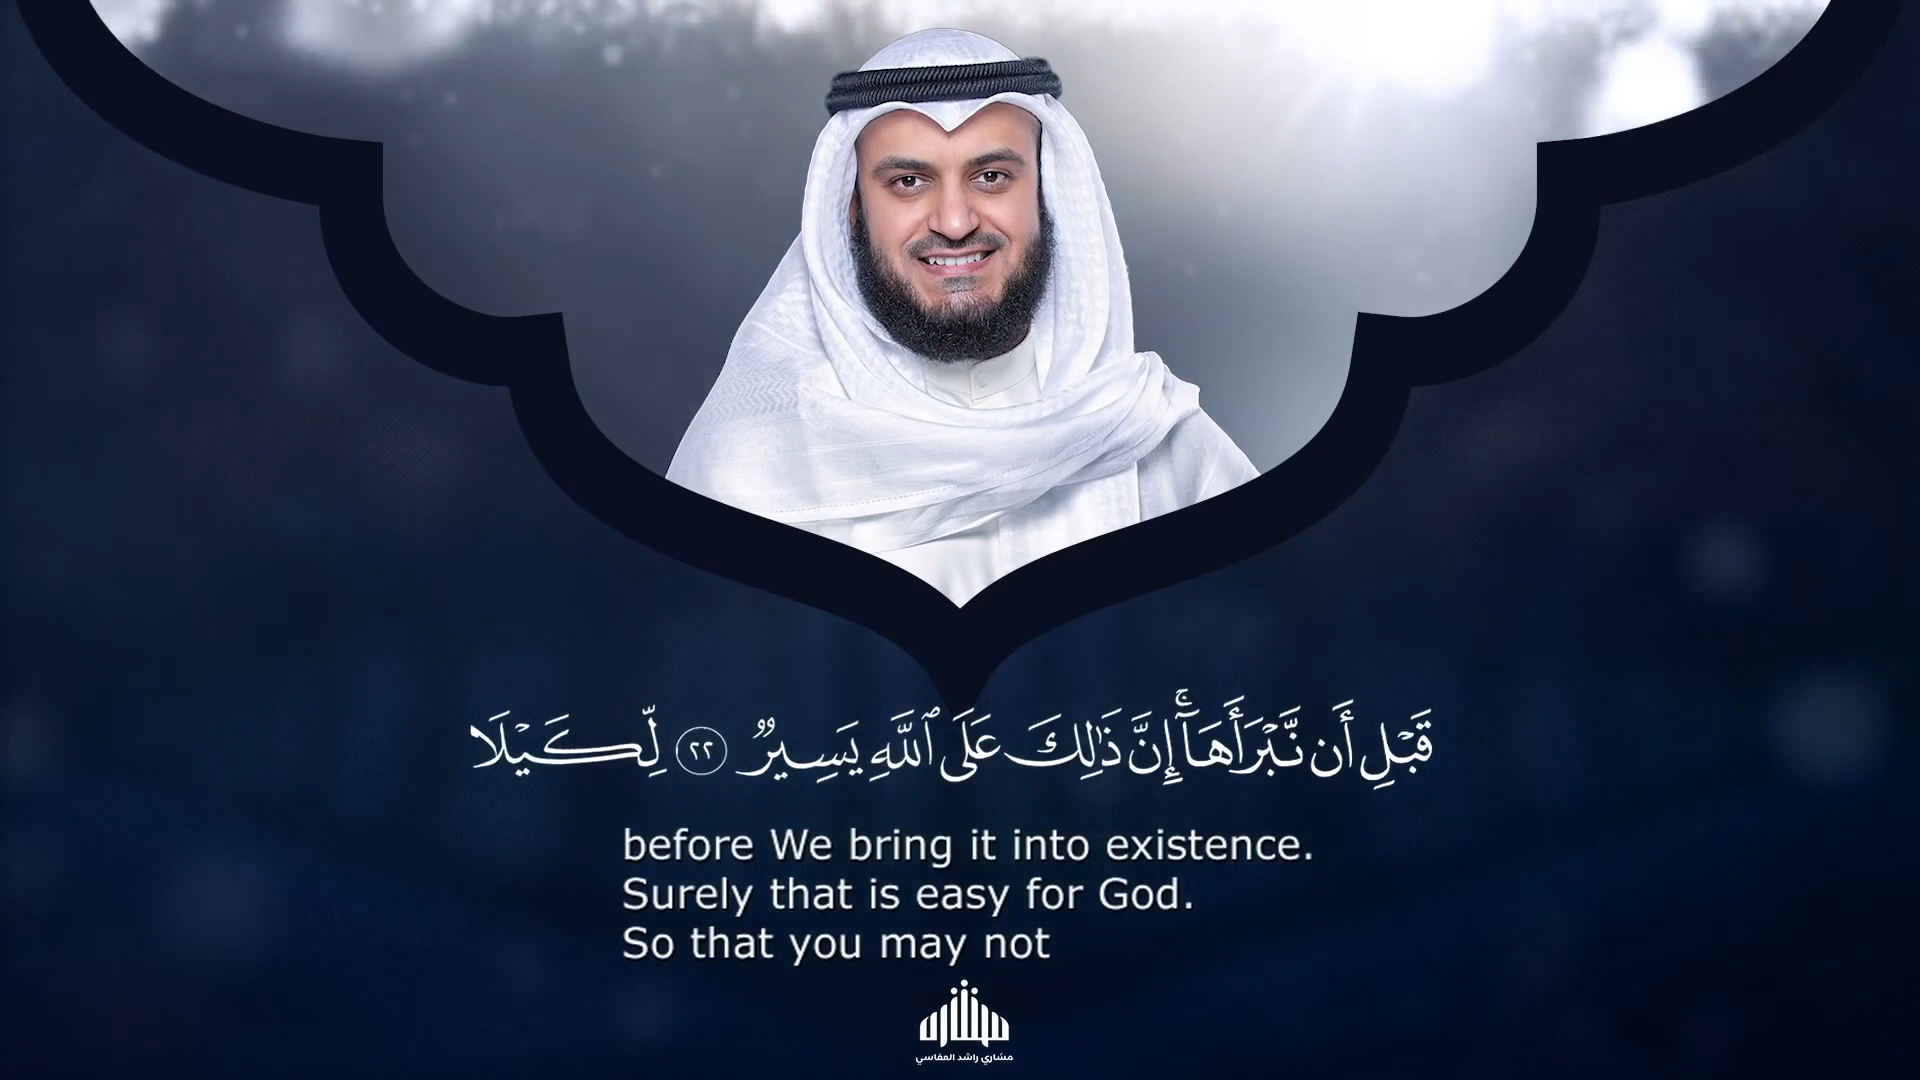 قَبْلِ أَن نَّبْرَأَهَآ ۚ إِنَّ ذَٰلِكَ عَلَى ٱللَّهِ يَسِيرٌ ٢٢ لِّكَيْلَا
before We bring it into existence.
Surely that is easy for God.
So that you may not
مشاري
مشاري راشد العفاسي